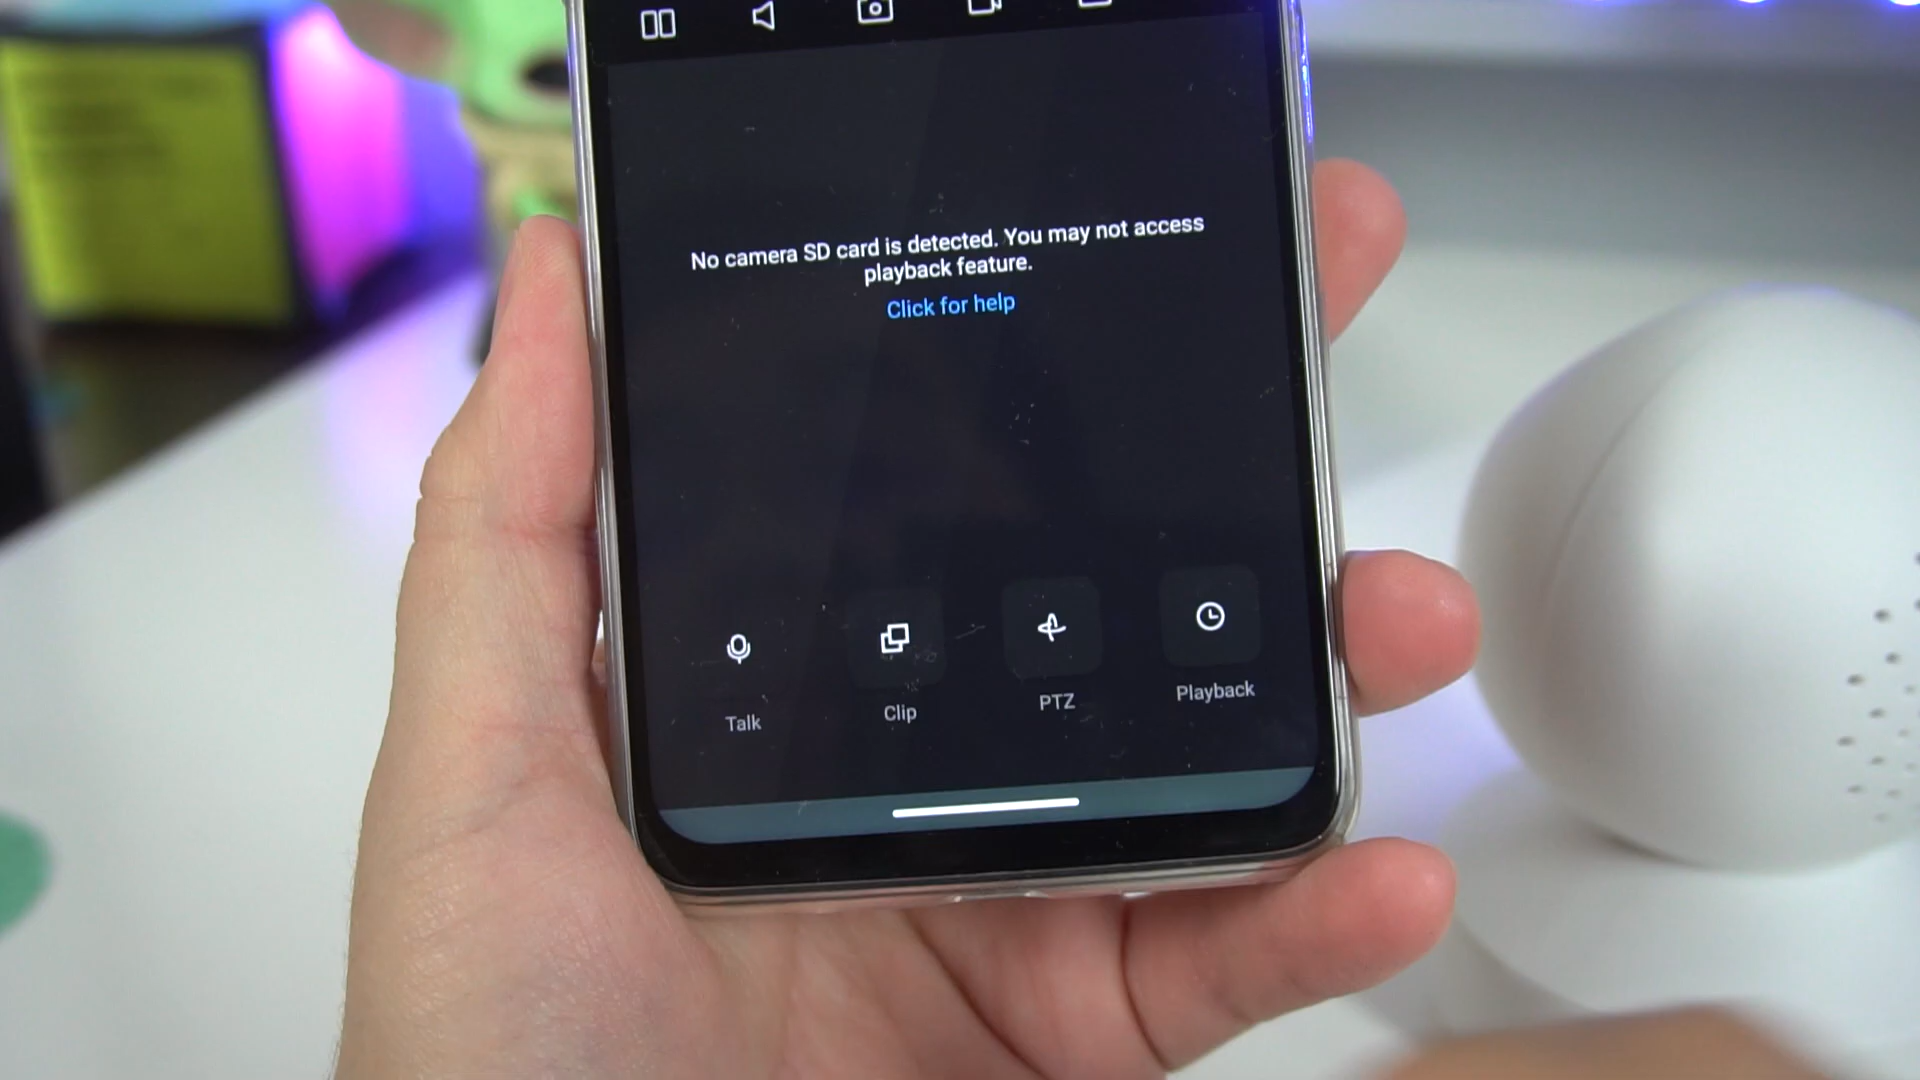 No camera SD card is detected. You may not access
playback feature.
Click for help
Talk
Clip
PTZ
Playback